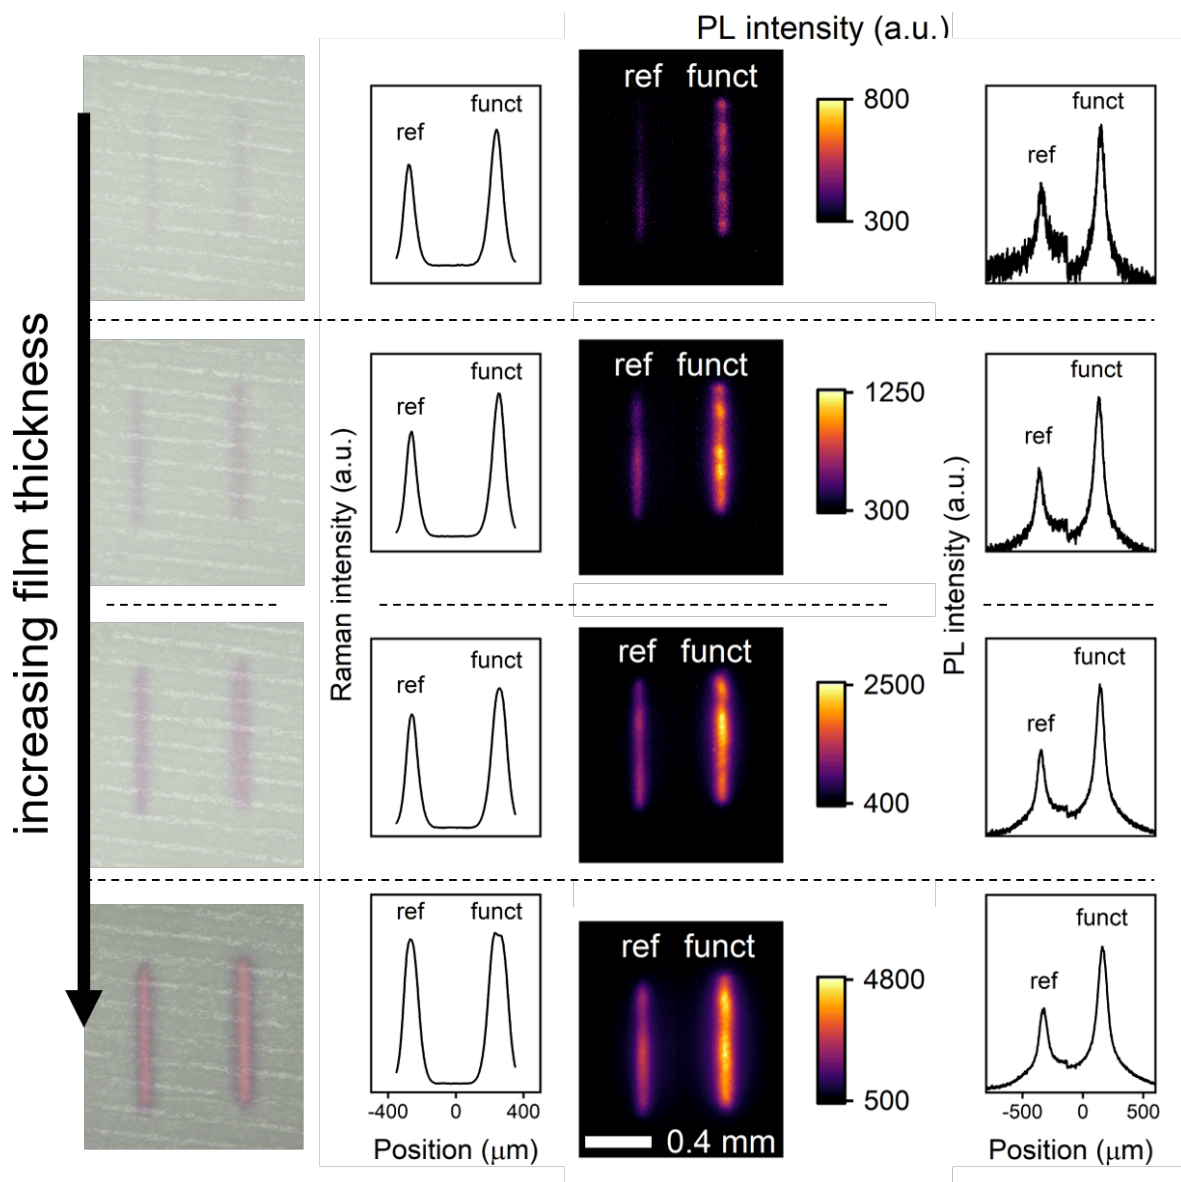 PL intensity (a.u.)
increasing film thickness
Raman intensity (a.u.)
PL intensity (a.u.)
ref
funct
ref funct
800
300
ref
funct
ref
funct
ref funct
1250
300
ref
funct
ref
funct
ref funct
2500
400
ref
funct
ref funct
-400 0 400
Position (μm)
ref funct
0.4 mm
4800
500
ref
funct
-500 0 500
Position (μm)